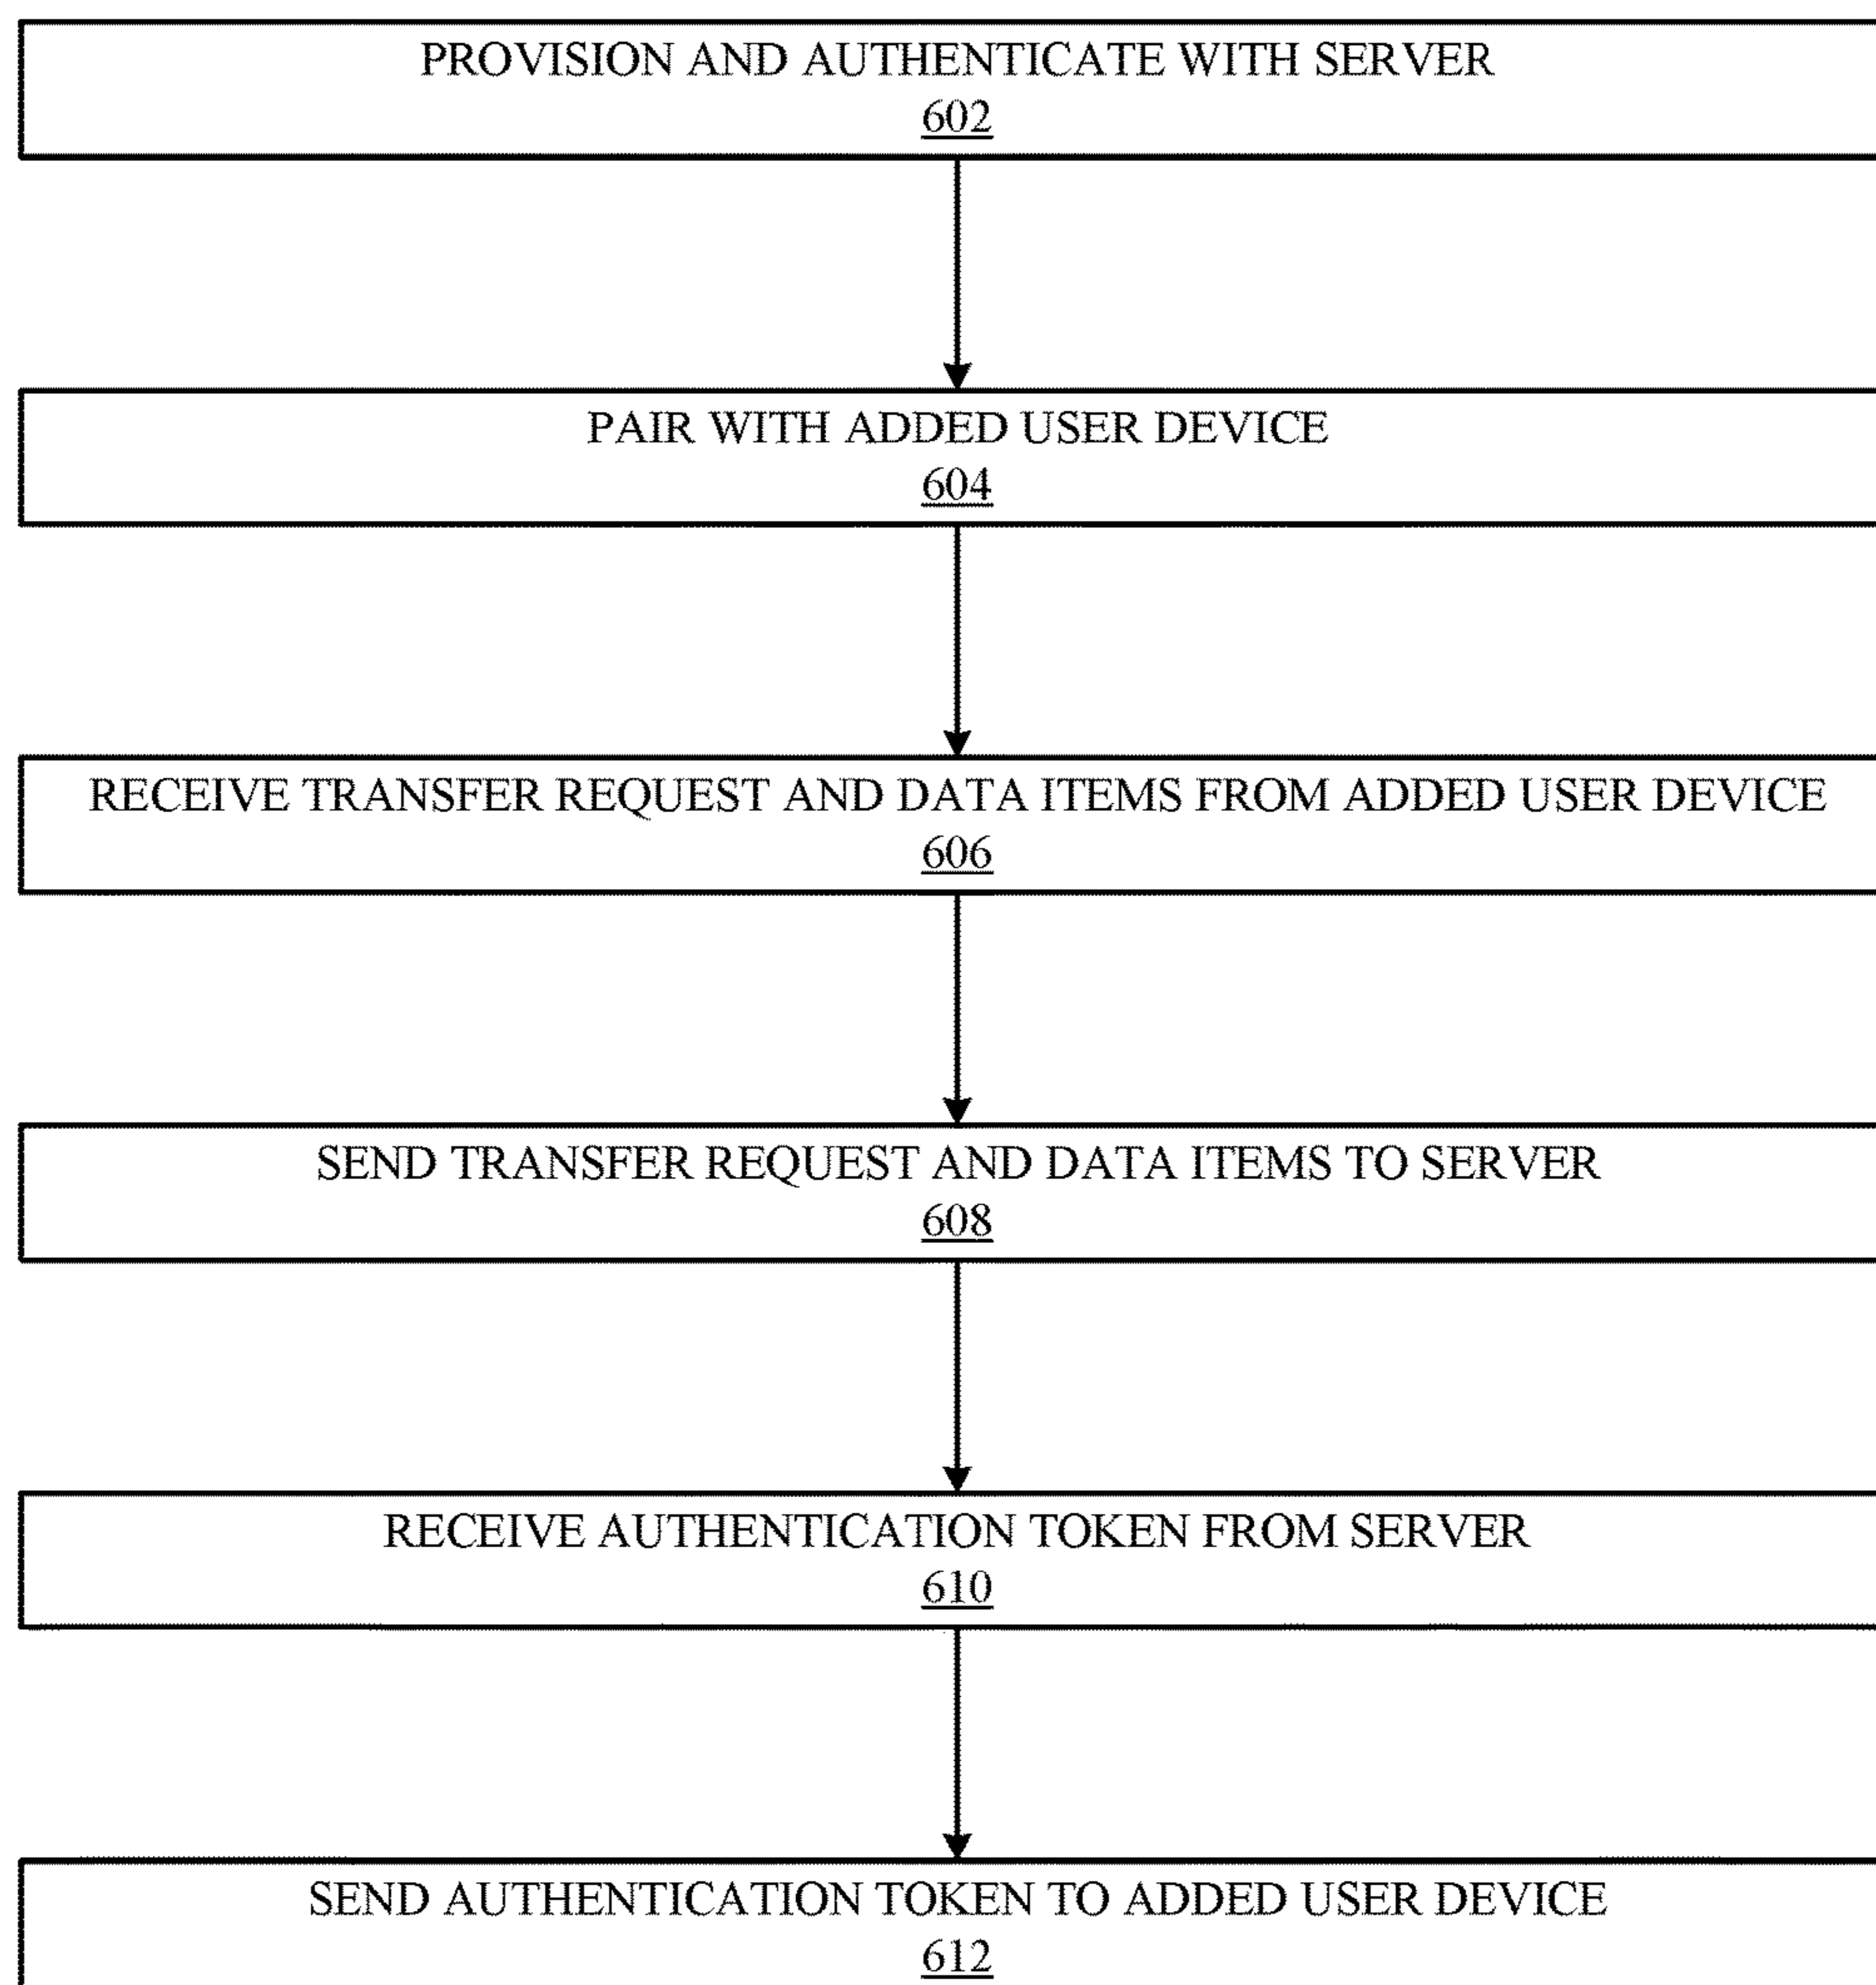 PROVISION AND AUTHENTICATE WITH SERVER
602
PAIR WITH ADDED USER DEVICE
604
RECEIVE TRANSFER REQUEST AND DATA ITEMS FROM ADDED USER DEVICE
606
SEND TRANSFER REQUEST AND DATA ITEMS TO SERVER
608
RECEIVE AUTHENTICATION TOKEN FROM SERVER
610
SEND AUTHENTICATION TOKEN TO ADDED USER DEVICE
612